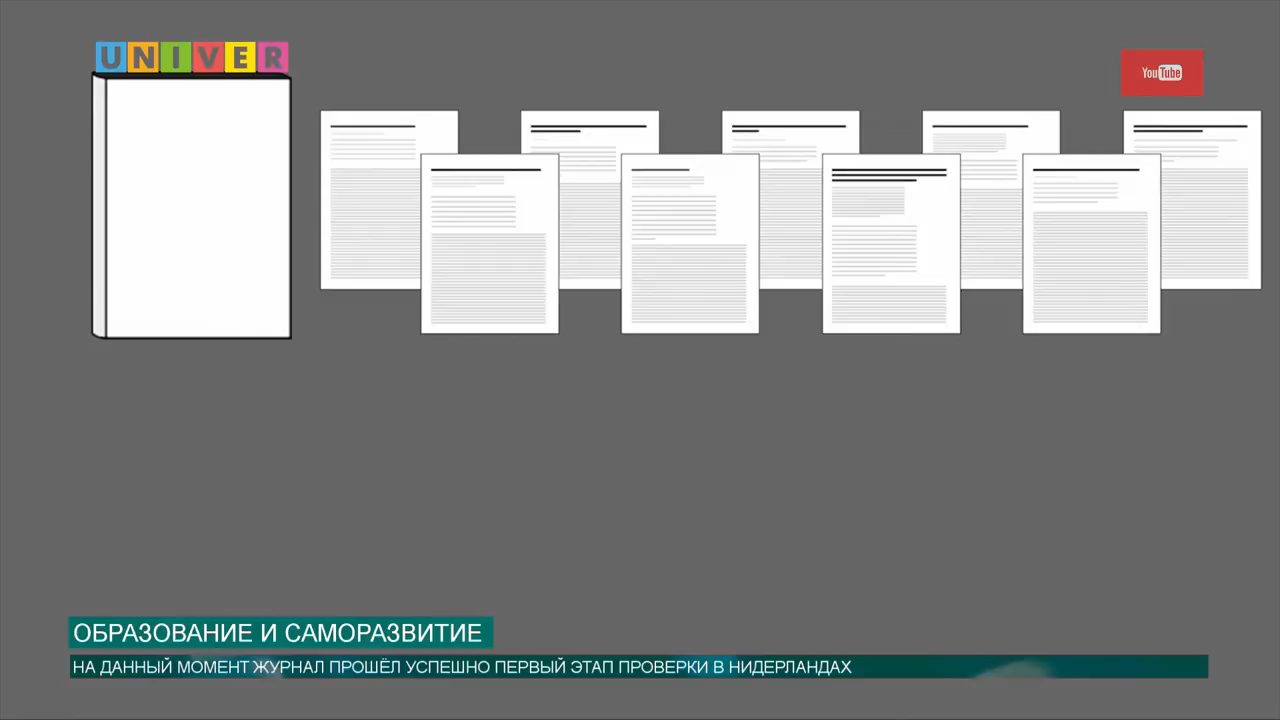 UNIVER
YouTube
ОБРАЗОВАНИЕ И САМОРАЗВИТИЕ
НА ДАННЫЙ МОМЕНТ ЖУРНАЛ ПРОШЁЛ УСПЕШНО ПЕРВЫЙ ЭТАП ПРОВЕРКИ В НИДЕРЛАНДАХ